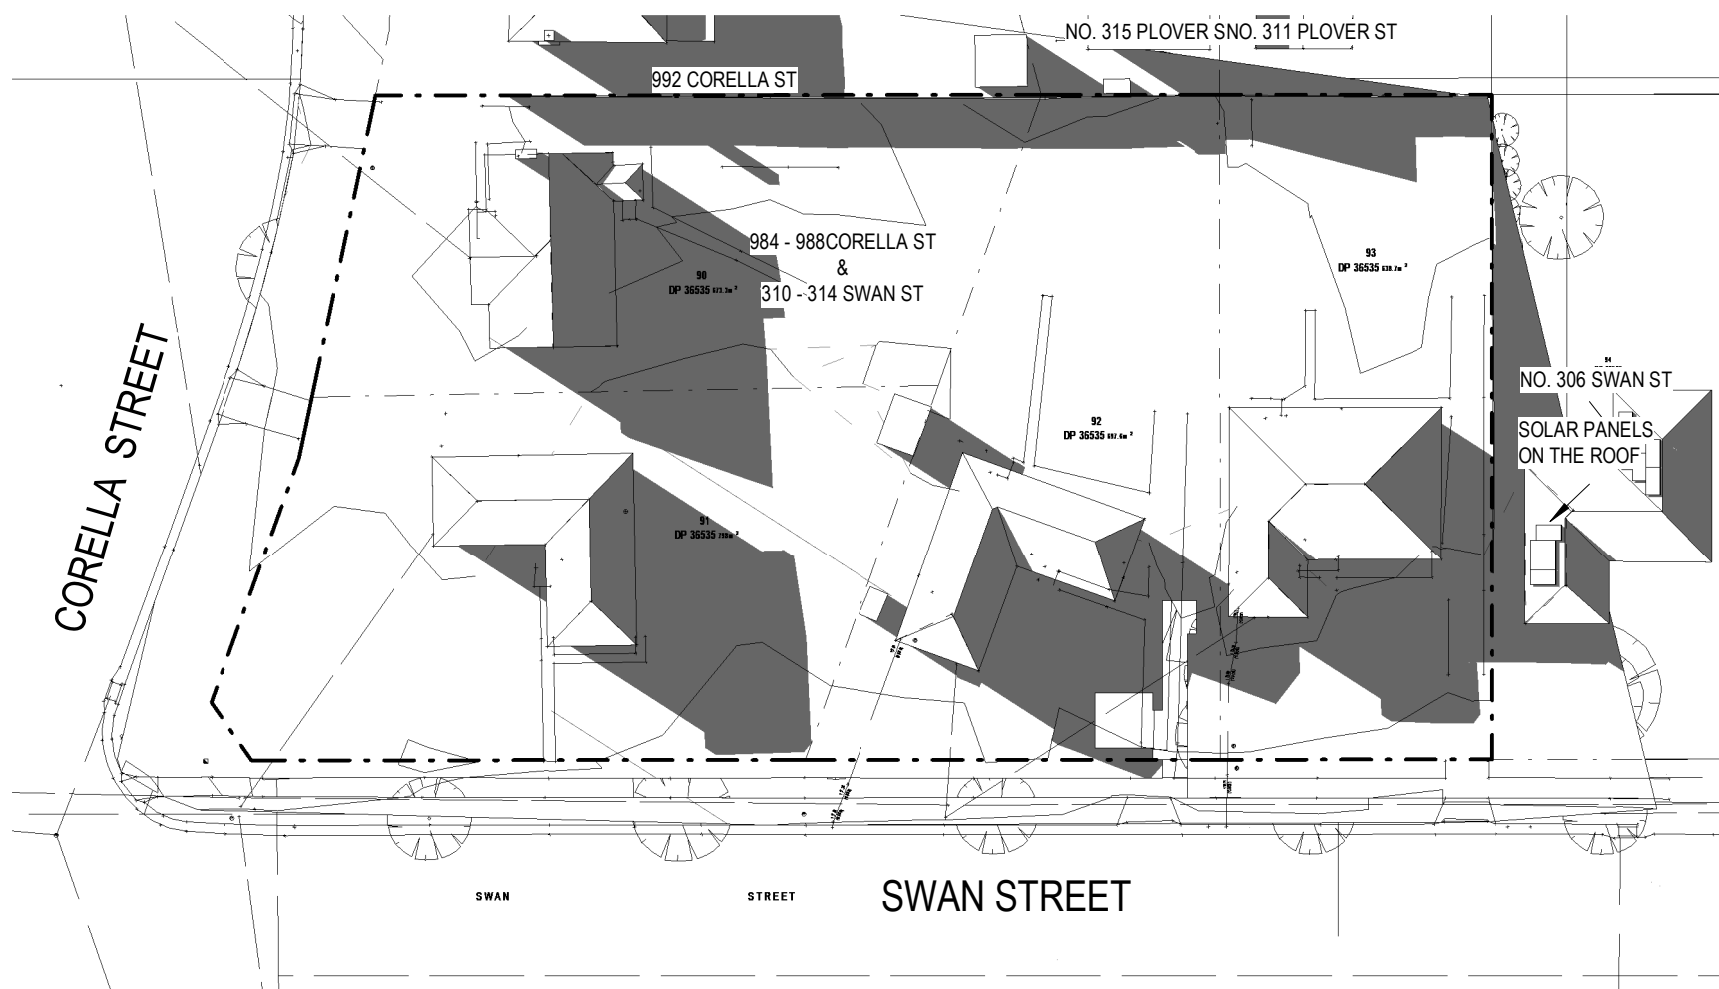 NO. 315 PLOVER SNO. 311 PLOVER ST
992 CORELLA ST
984 - 988CORELLA ST
&
310 - 314 SWAN ST
90
DP 36535
93
DP 36535
94
NO. 306 SWAN ST
SOLAR PANELS
ON THE ROOF
92
DP 36535
91
DP 36535
CORELLA STREET
SWAN STREET
SWAN STREET